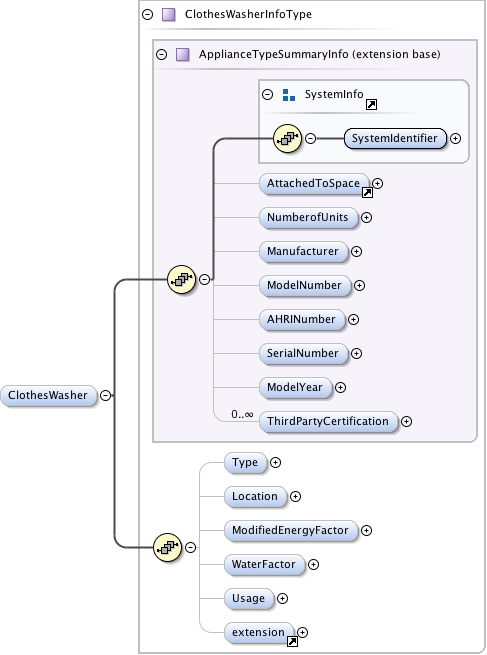 ClothesWasherInfoType
ApplianceTypeSummaryInfo (extension base)
SystemInfo
SystemIdentifier
AttachedToSpace
NumberofUnits
Manufacturer
ModelNumber
AHRINumber
SerialNumber
ModelYear
0..∞
ThirdPartyCertification
ClothesWasher
Type
Location
ModifiedEnergyFactor
WaterFactor
Usage
extension